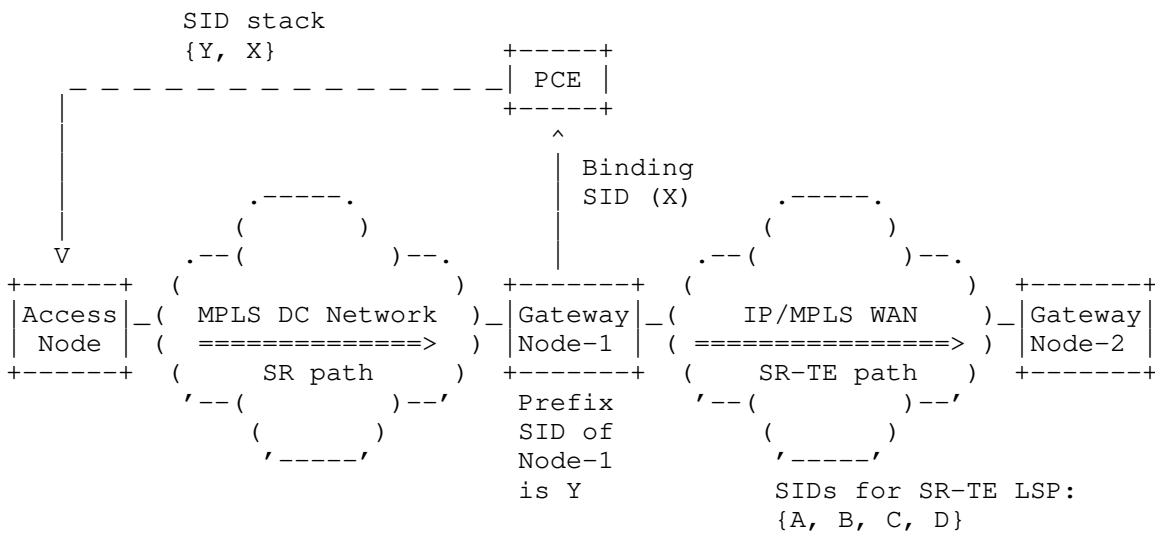 SID stack
{Y, X}
PCE
Binding
SID (X)
Access
Node
MPLS DC Network
==============>
SR path
Gateway
Node-1
IP/MPLS WAN
================>
SR-TE path
Gateway
Node-2
Prefix
SID of
Node-1
is Y
SIDs for SR-TE LSP:
{A, B, C, D}